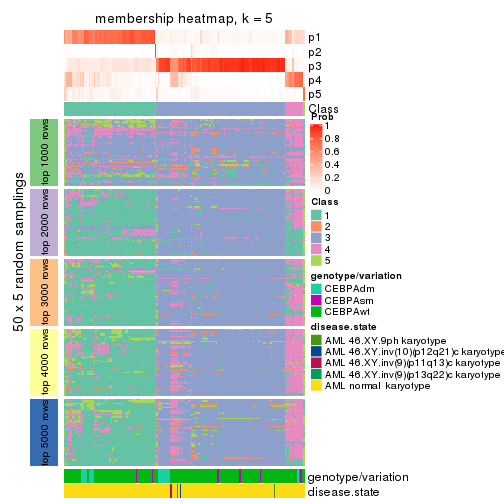 membership heatmap, k = 5
p1
p2
p3
p4
p5
Class
50 x 5 random samplings
top 1000 rows
top 2000 rows
top 3000 rows
top 4000 rows
top 5000 rows
Prob
1
0.8
0.6
0.4
0.2
0
Class
1
2
3
4
5
genotype/variation
CEBPAdm
CEBPAsm
CEBPAwt
disease.state
AML 46.XY.9ph karyotype
AML 46.XY.inv(10)(p12q21)c karyotype
AML 46.XY.inv(9)(p11q13)c karyotype
AML 46.XY.inv(9)(p13q22)c karyotype
AML normal karyotype
genotype/variation
disease.state